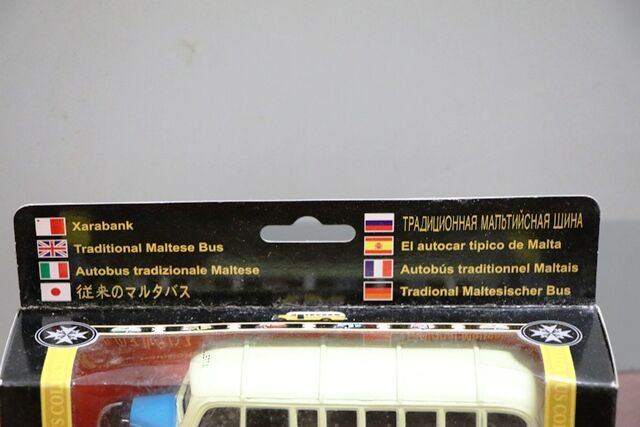 Xarabank
Traditional Maltese Bus
Autobus tradizionale Maltese
従来のマルタバス
ТРАДИЦИОННАЯ МАЛЬТИЙСНАЯ ШИНА
El autocar tipico de Malta
Autobús traditionnel Maltais
Tradional Maltesischer Bus